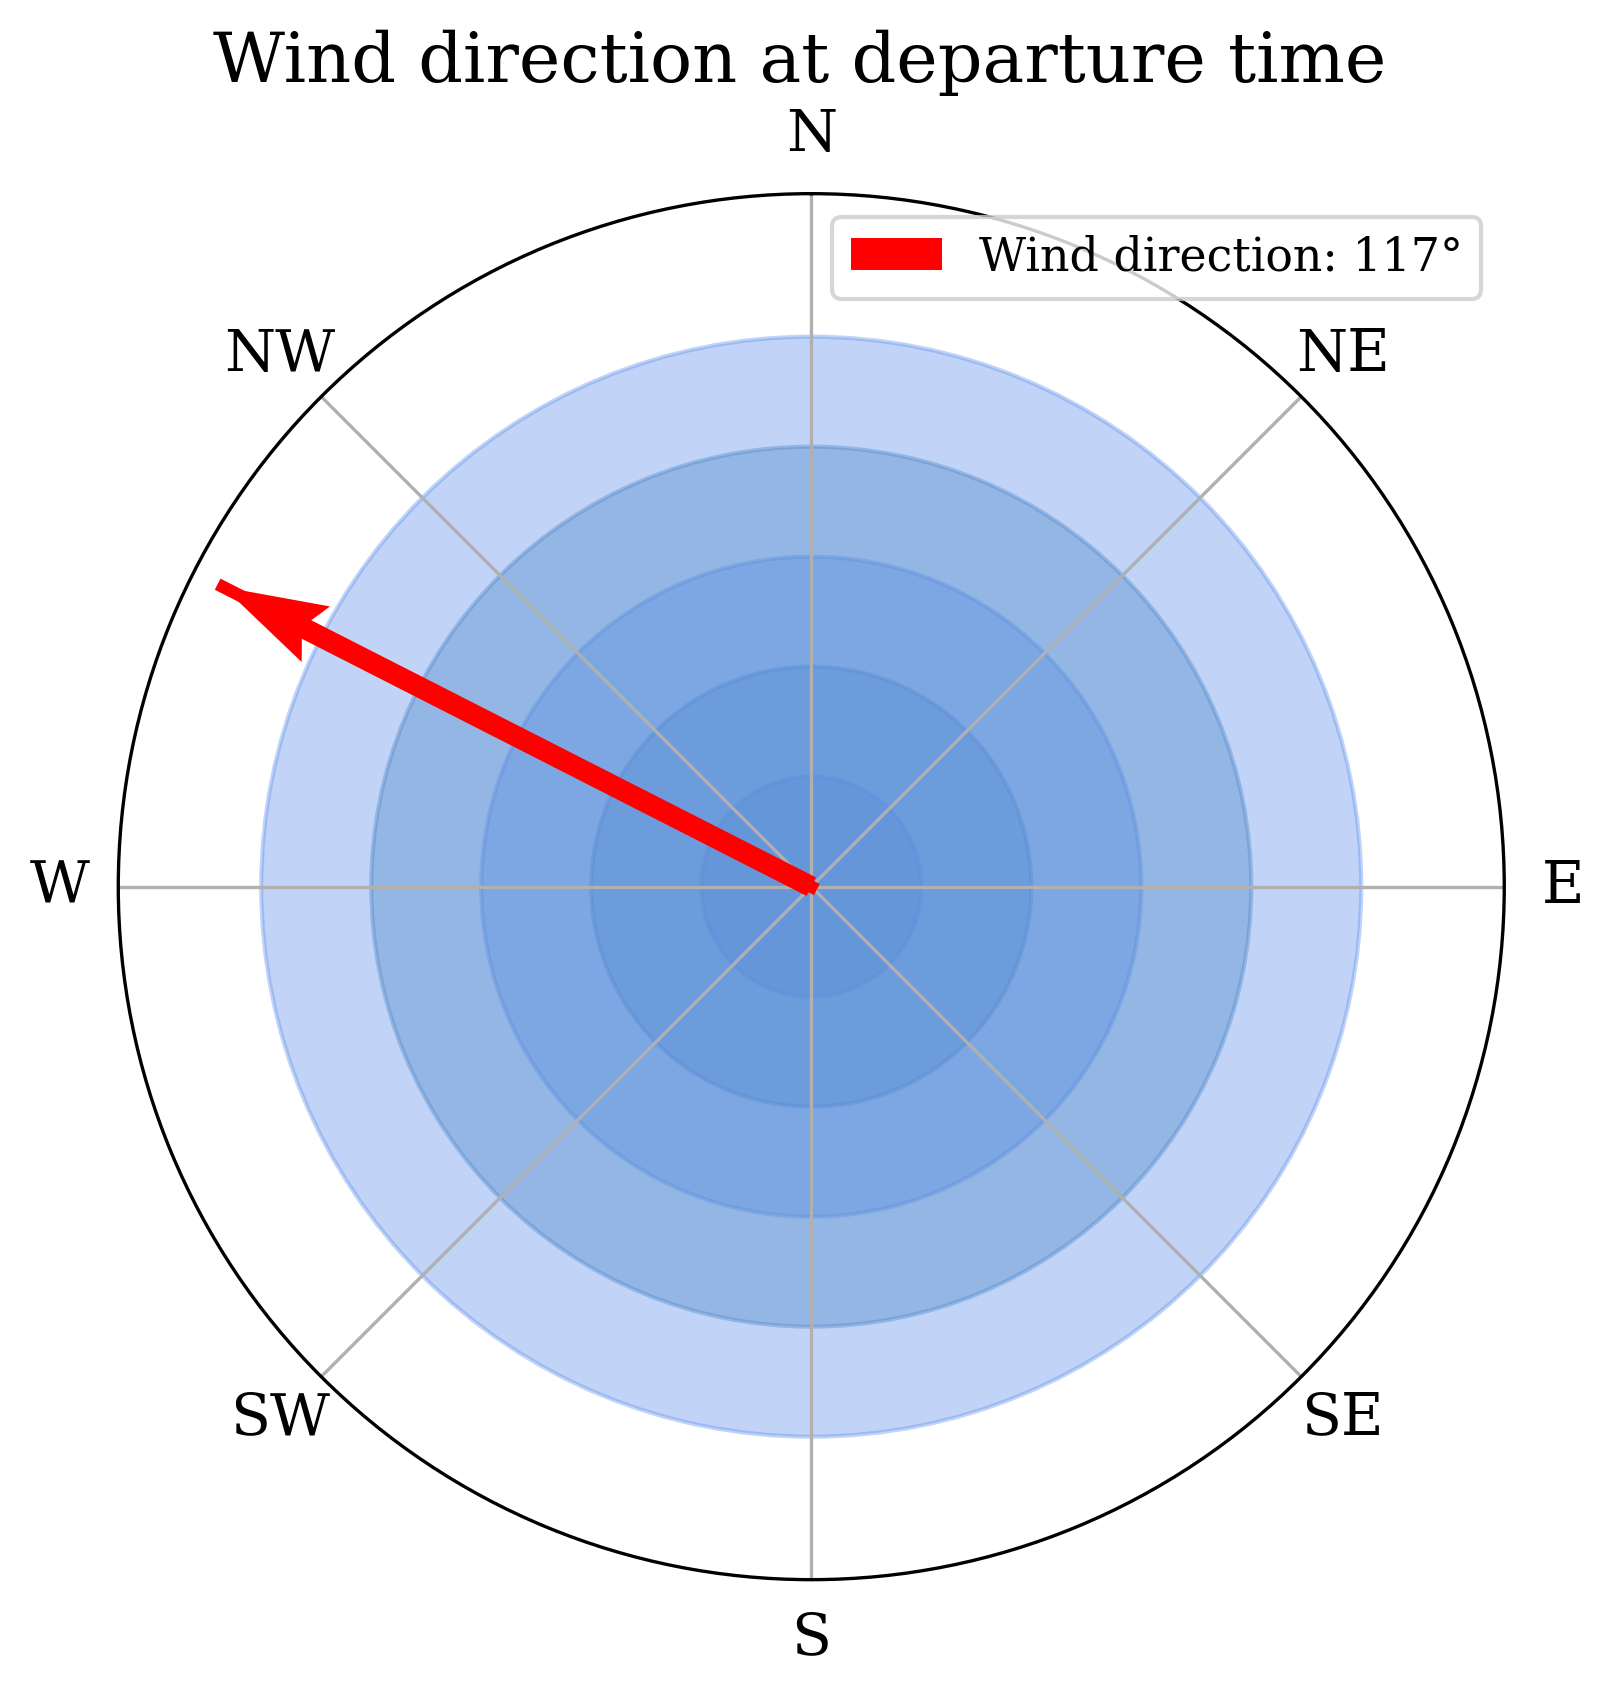 Wind direction at departure time
N
Wind direction: 117°
NW
NE
W
E
SW
SE
S